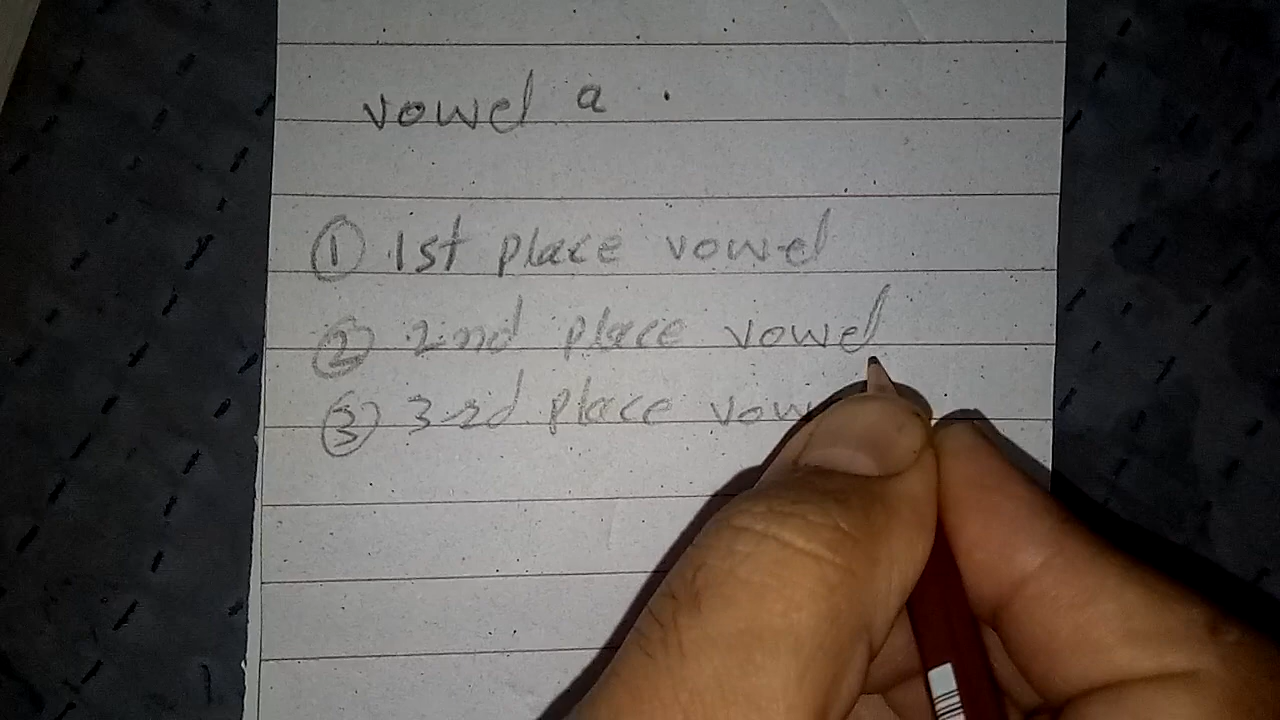 vowel a .
① 1st place vowel
② 2nd place vowel
③ 3rd place